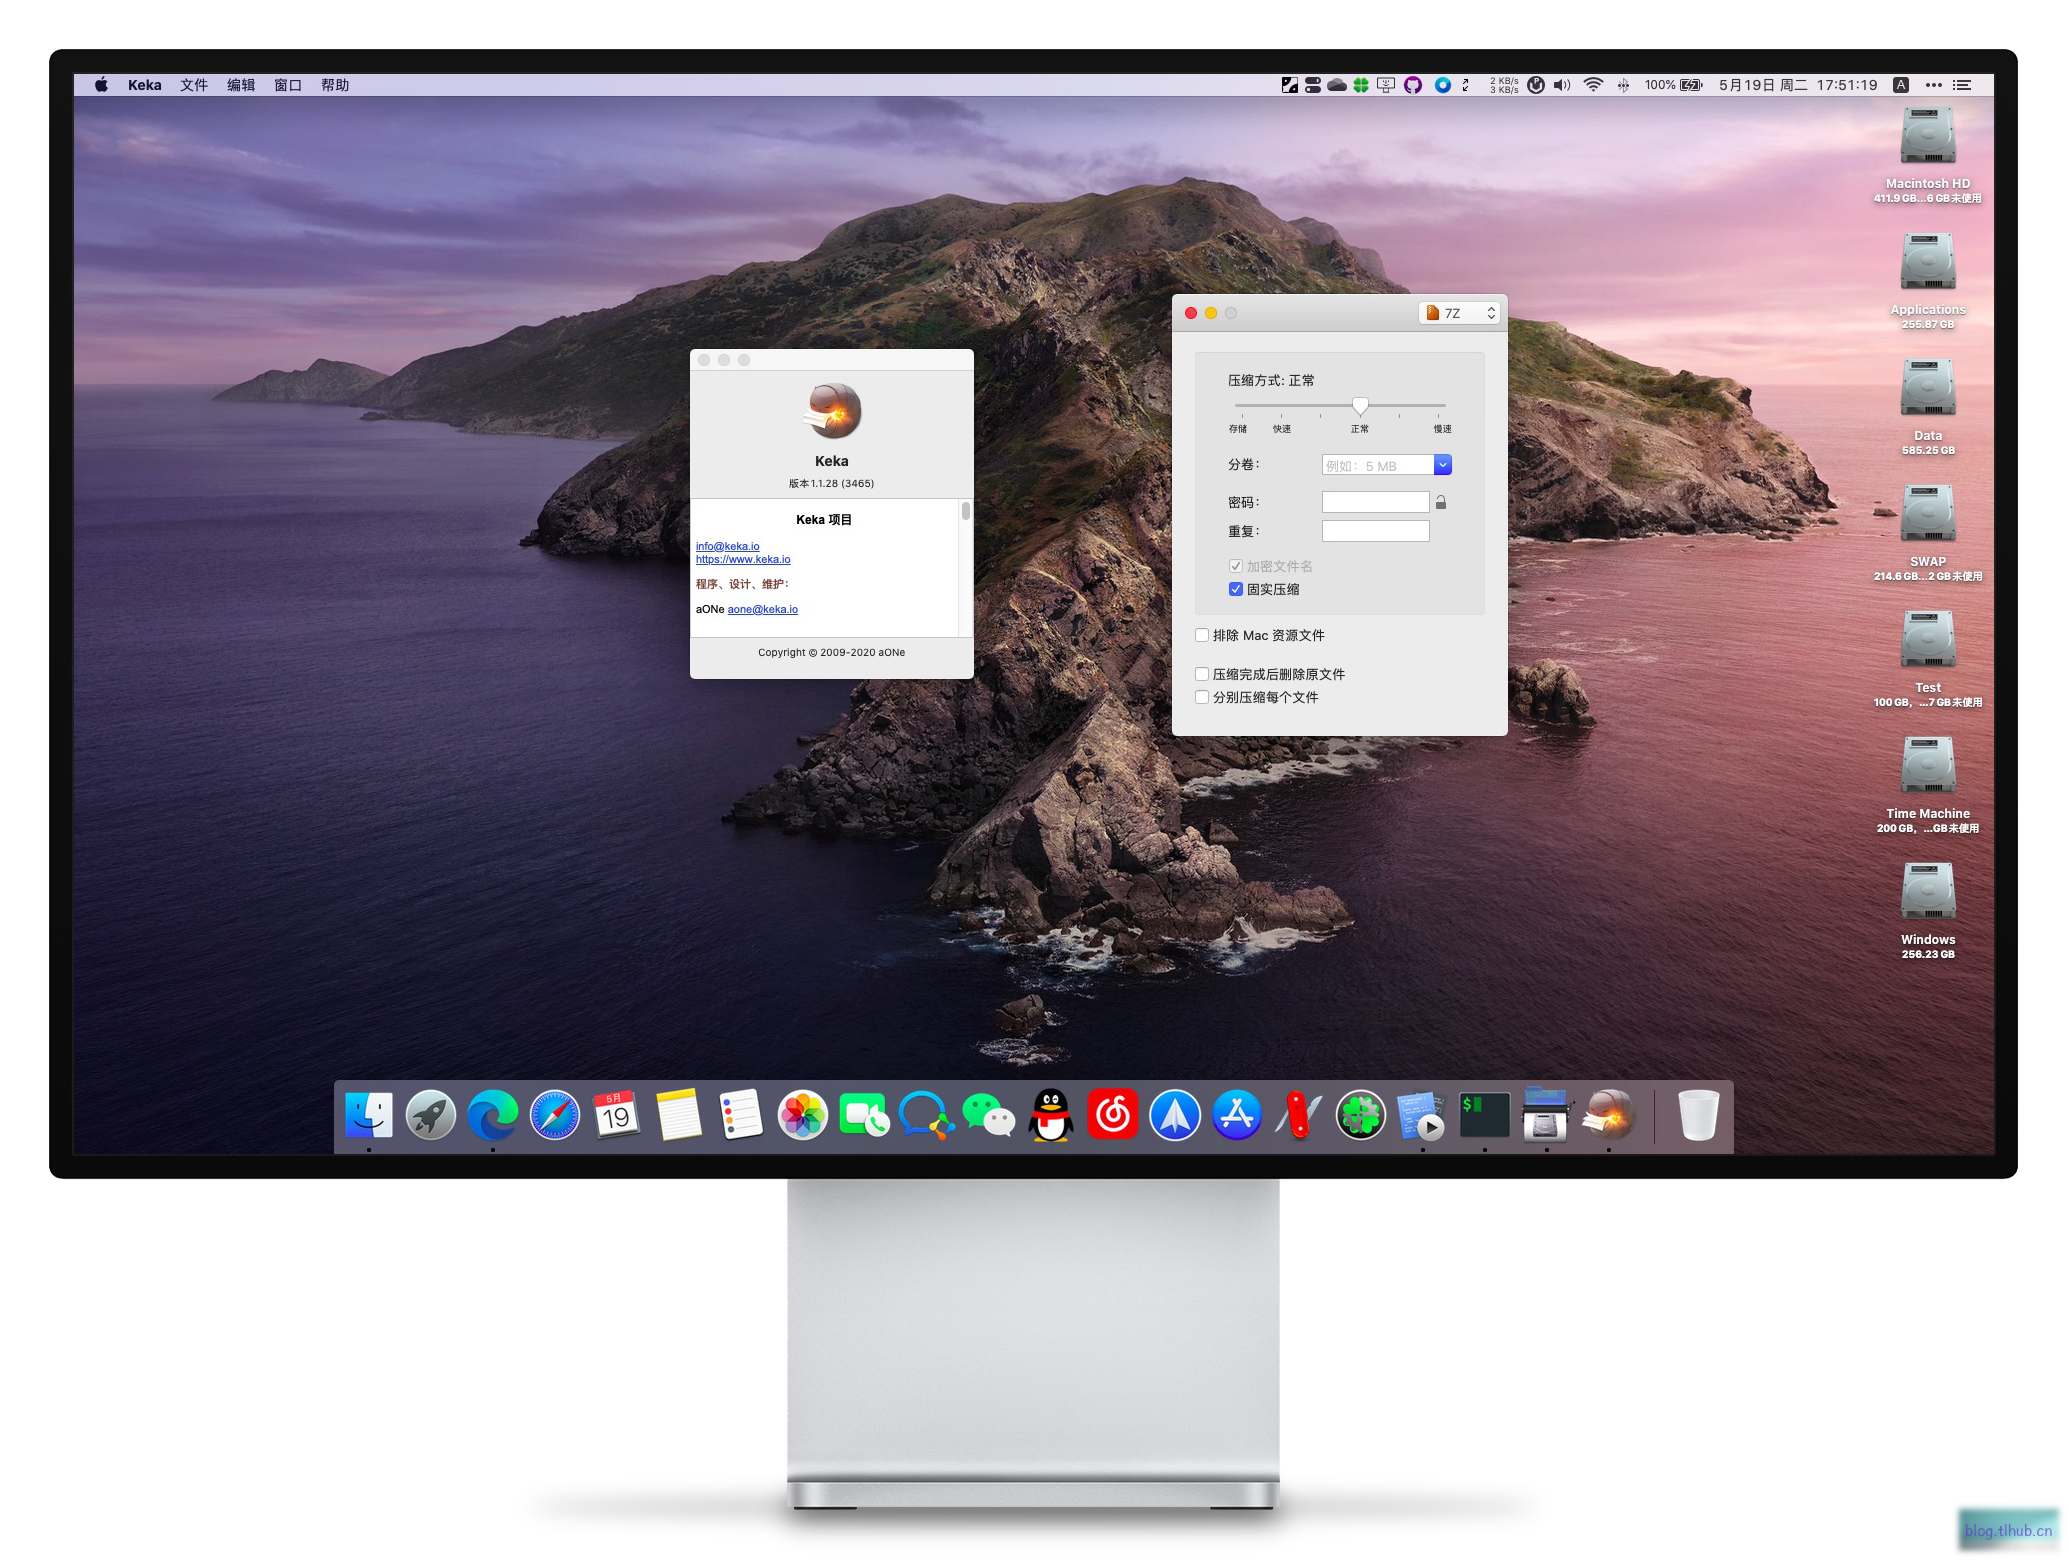 Keka 文件 编辑 窗口 帮助
2 KB/s
3 KB/s
100%
5月19日 周二 17:51:19
A
Macintosh HD
411.9 GB...6 GB未使用
Applications
255.87 GB
Data
585.25 GB
SWAP
214.6 GB...2 GB未使用
Test
100 GB，...7 GB未使用
Time Machine
200 GB，...GB未使用
Windows
256.23 GB
Keka
版本 1.1.28 (3465)
Keka 项目
info@keka.io
https://www.keka.io
程序、设计、维护：
aONe aone@keka.io
Copyright © 2009-2020 aONe
7Z
压缩方式: 正常
存储 快速 正常 慢速
分卷： 例如：5 MB
密码：
重复：
加密文件名
固实压缩
排除 Mac 资源文件
压缩完成后删除原文件
分别压缩每个文件
5月
19
$
blog.tlhub.cn